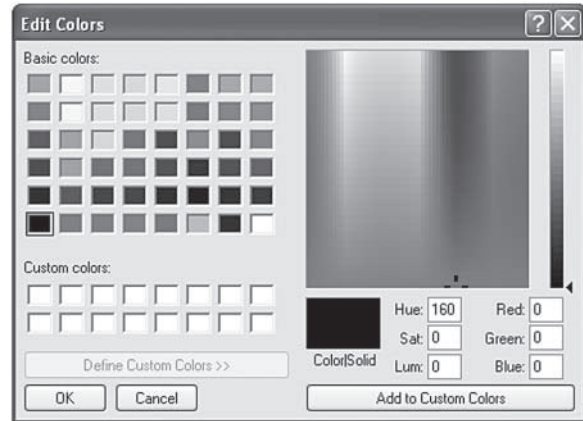 Edit Colors
Basic colors:
Custom colors:
Define Custom Colors >>
OK Cancel
Color|Solid
Hue: 160 Red: 0
Sat: 0 Green: 0
Lum: 0 Blue: 0
Add to Custom Colors